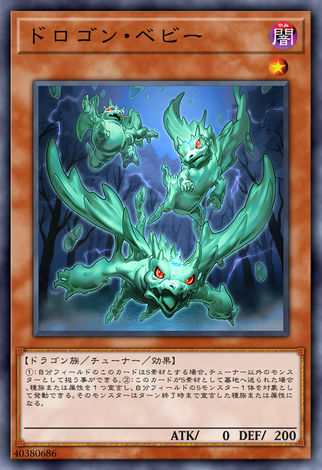 ドロゴン・ベビー
やみ
闇
【ドラゴン族／チューナー／効果】
①:自分フィールドのこのカードはS素材とする場合、チューナー以外のモン
スターとして扱う事ができる。②:このカードがS素材として墓地へ送られた場合、
種族または属性を1つ宣言し、自分フィールドのSモンスター1体を対象とし
て発動できる。そのモンスターはターン終了時まで宣言した種族または属性に
なる。
ATK/ 0 DEF/ 200
40380686